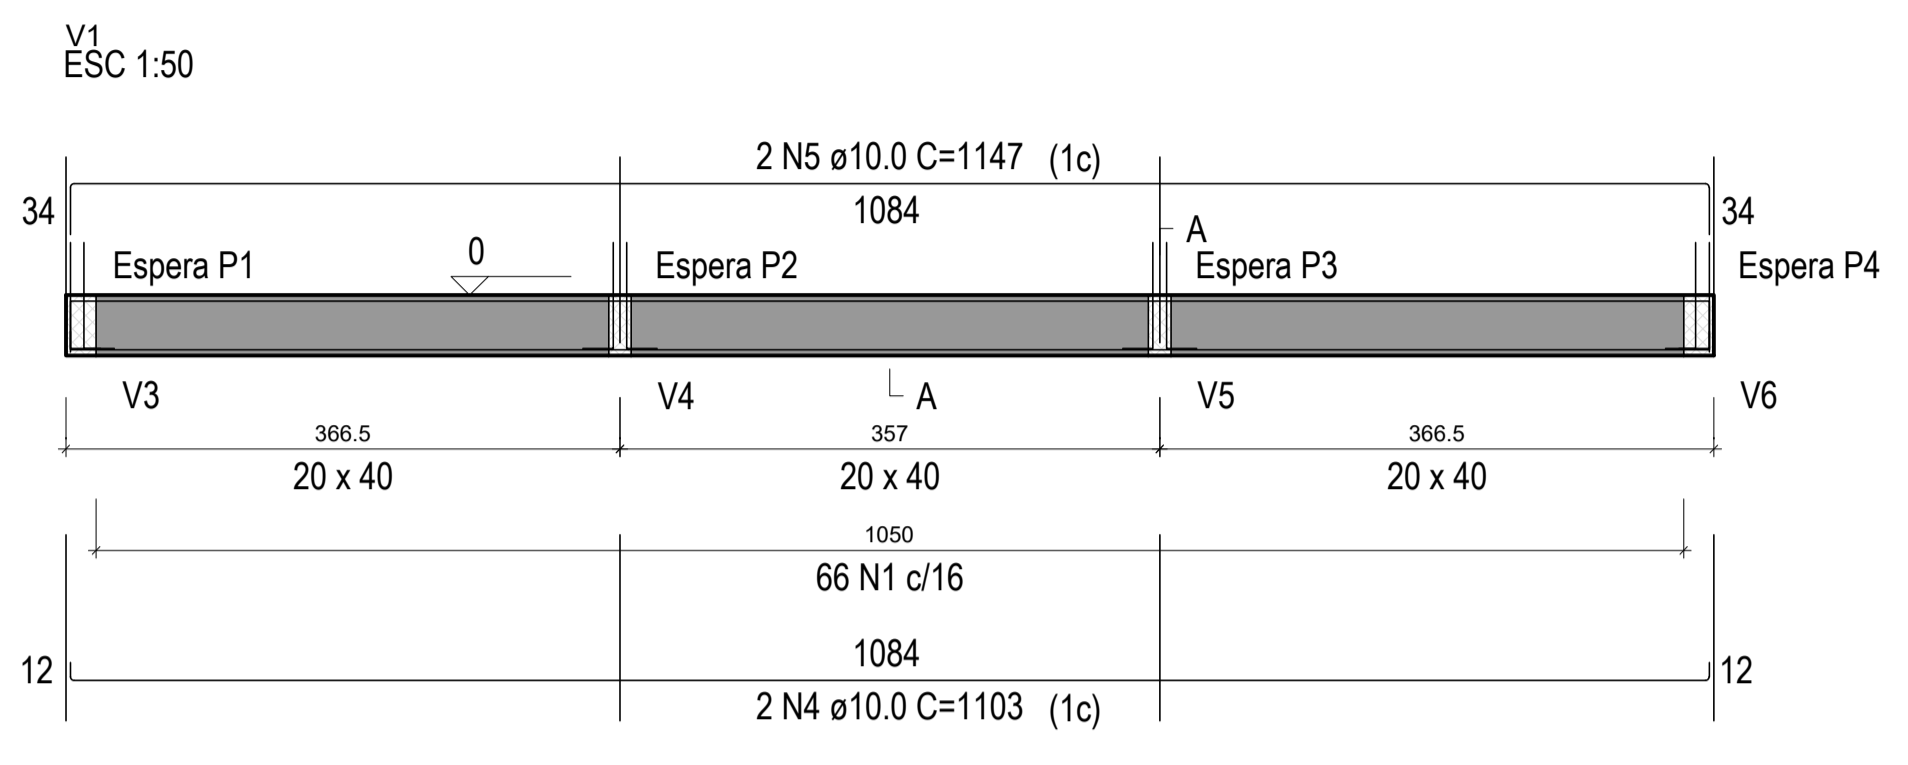 V1
ESC 1:50
2 N5 ø10.0 C=1147 (1c)
34
1084
34
A
Espera P1
0
Espera P2
Espera P3
Espera P4
V3
V4
A
V5
V6
366.5
357
366.5
20 x 40
20 x 40
20 x 40
1050
66 N1 c/16
12
1084
12
2 N4 ø10.0 C=1103 (1c)